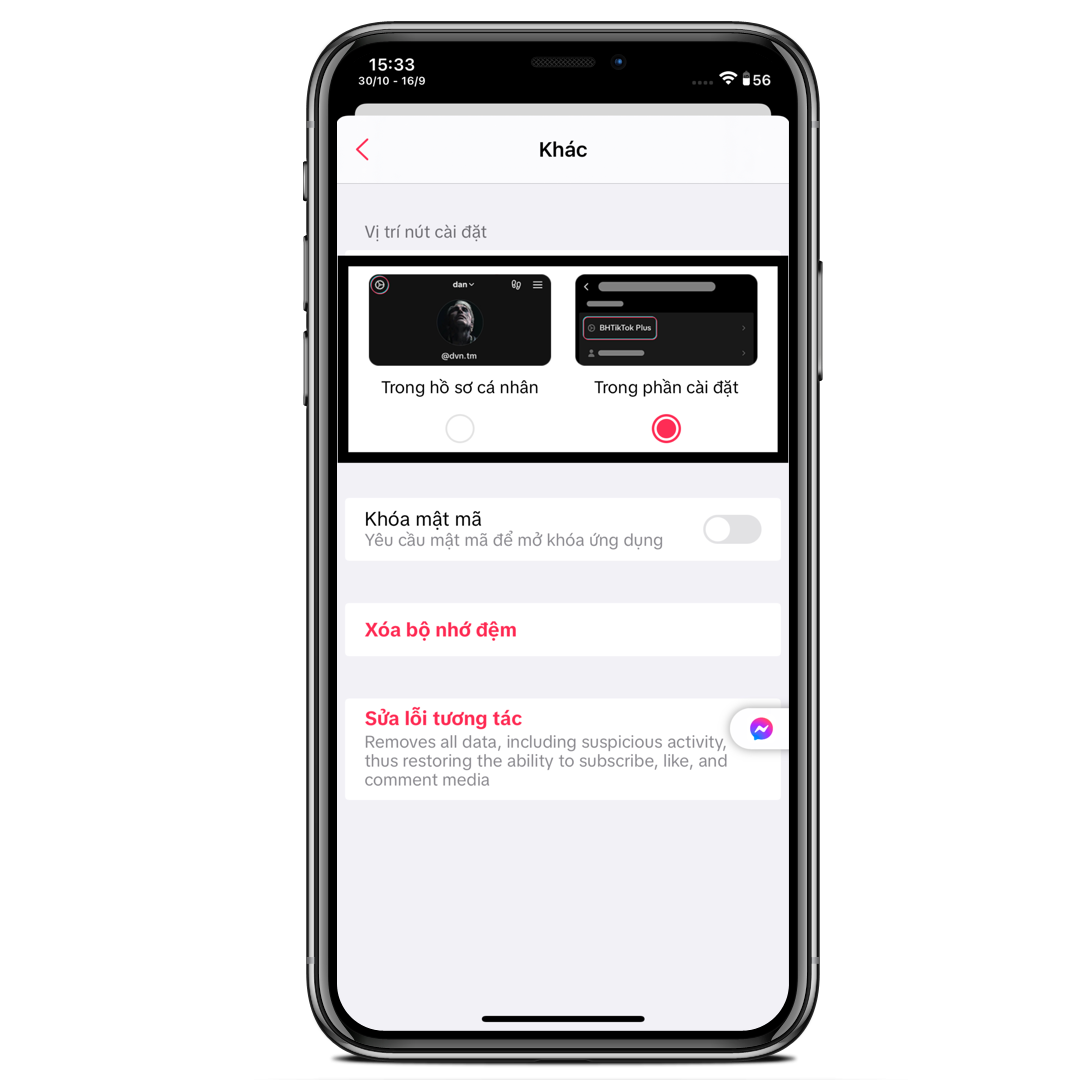 15:33
30/10 - 16/9
56
Khác
Vị trí nút cài đặt
dan
@dvn.tm
BHTikTok Plus
Trong hồ sơ cá nhân
Trong phần cài đặt
Khóa mật mã
Yêu cầu mật mã để mở khóa ứng dụng
Xóa bộ nhớ đệm
Sửa lỗi tương tác
Removes all data, including suspicious activity,
thus restoring the ability to subscribe, like, and
comment media